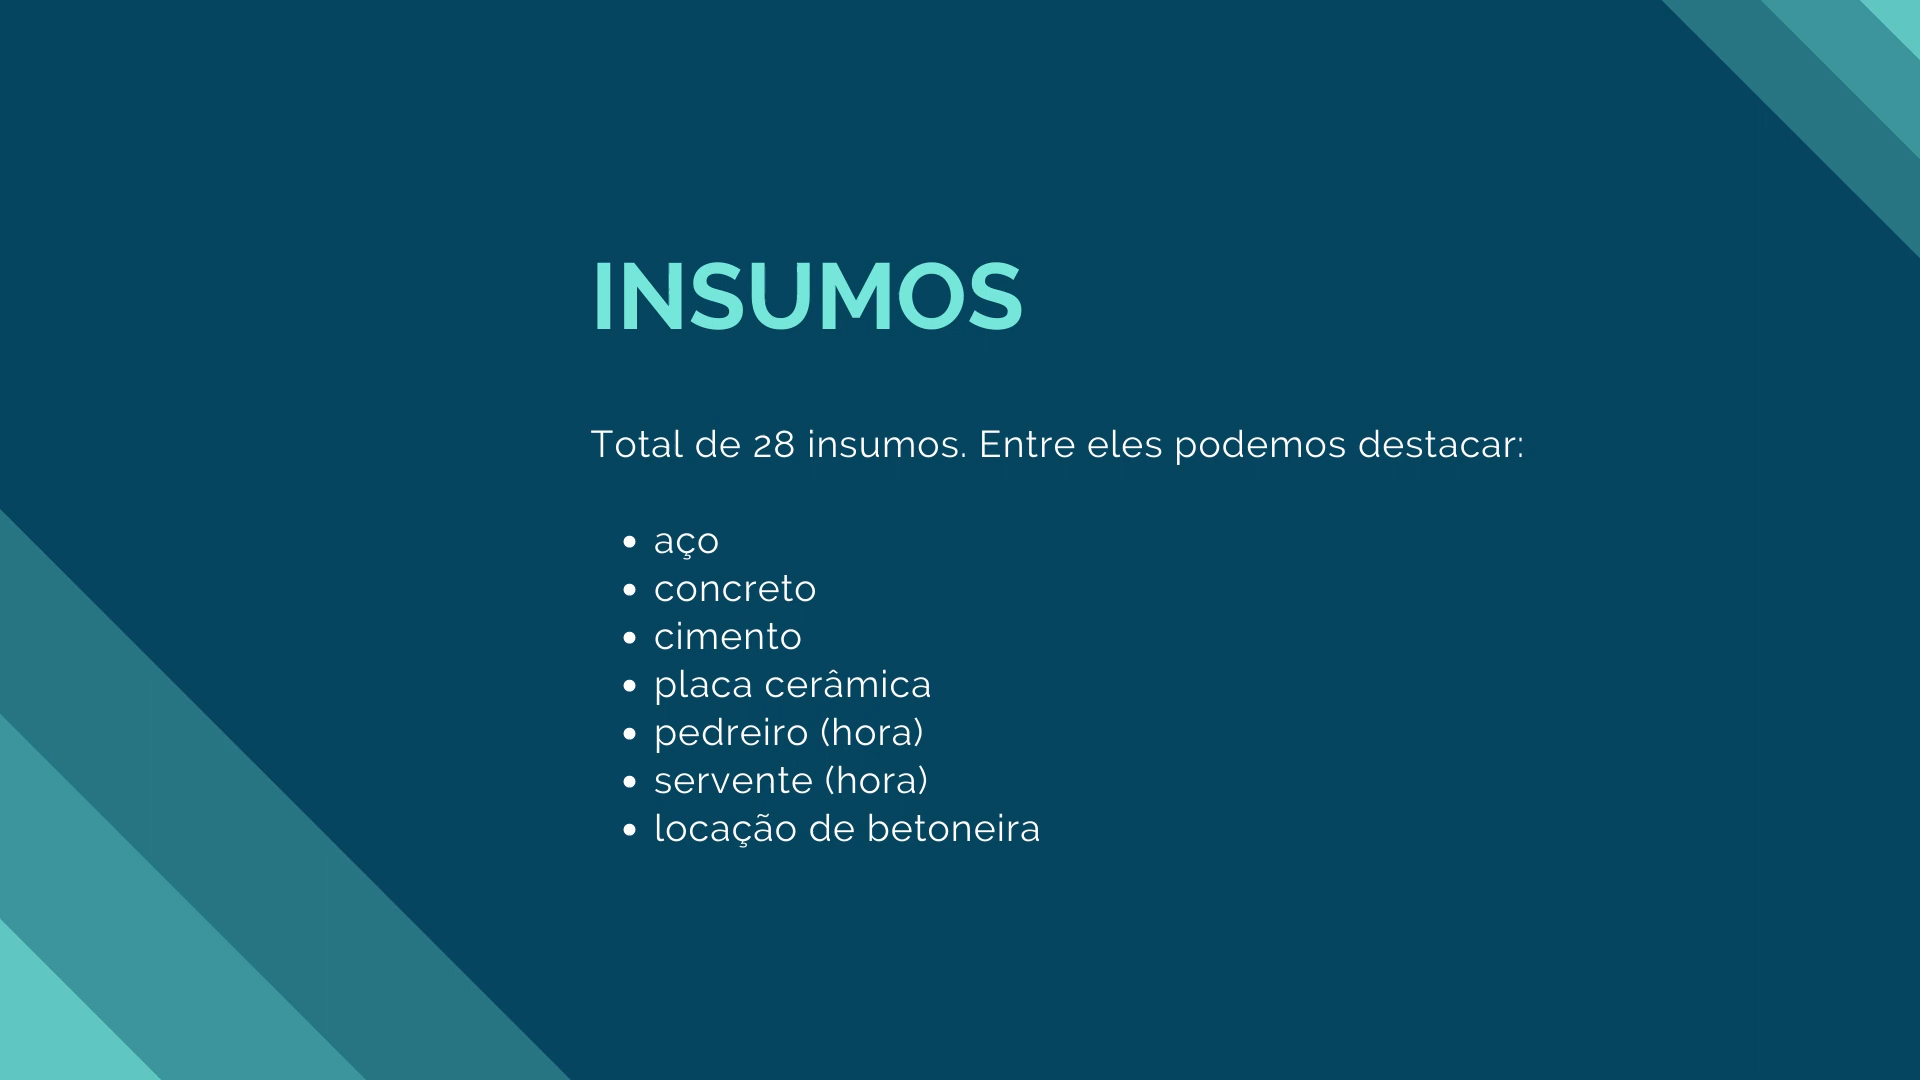 INSUMOS
Total de 28 insumos. Entre eles podemos destacar:
• aço
• concreto
• cimento
• placa cerâmica
• pedreiro (hora)
• servente (hora)
• locação de betoneira